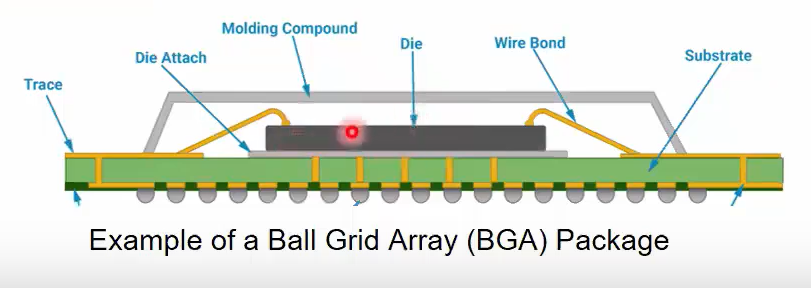 Molding Compound
Die Attach
Die
Wire Bond
Substrate
Trace
Example of a Ball Grid Array (BGA) Package